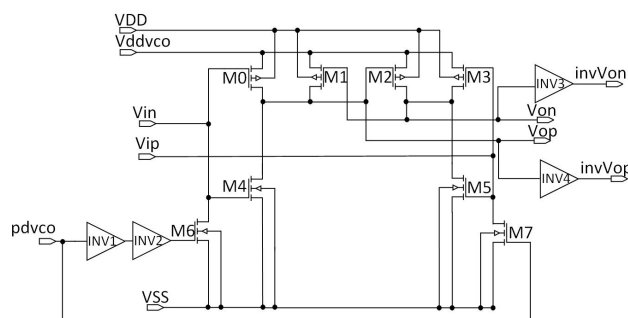 VDD
Vddvco
M0
M1
M2
M3
INV3
invVon
Vin
Von
Vop
Vip
INV4
invVop
M4
M5
pdvco
INV1
INV2
M6
M7
VSS